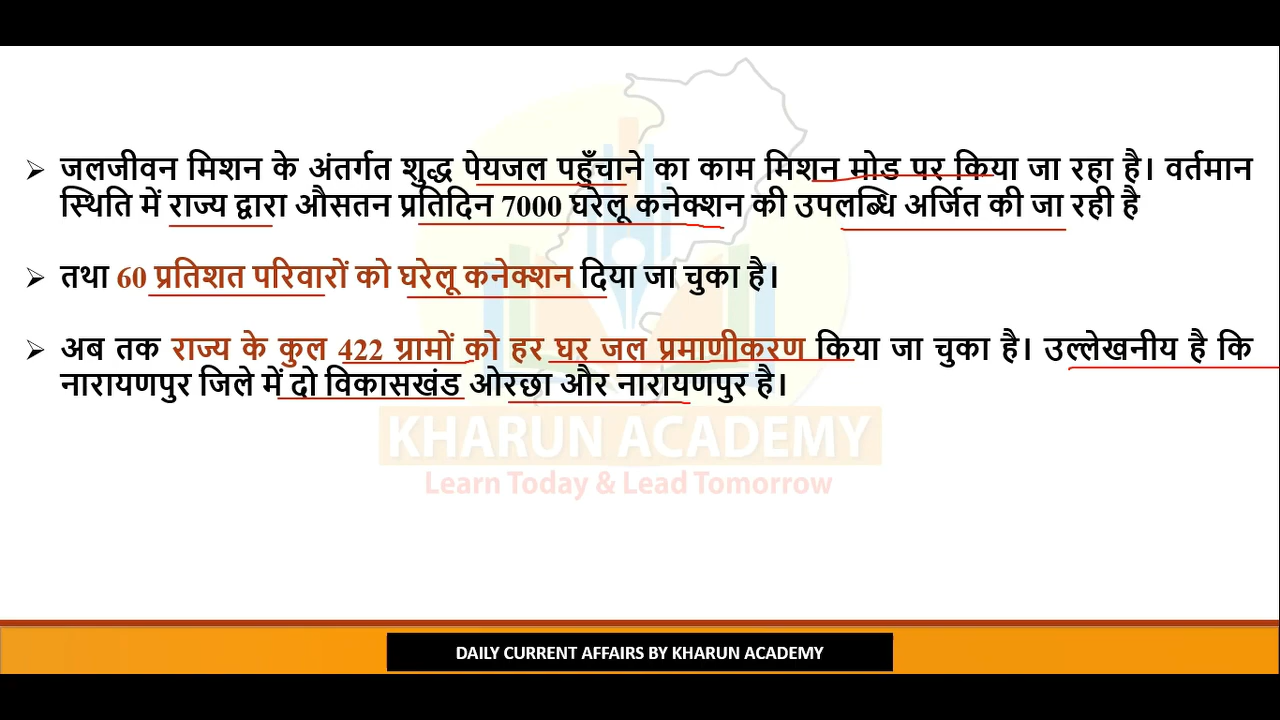 ➢ जलजीवन मिशन के अंतर्गत शुद्ध पेयजल पहुँचाने का काम मिशन मोड पर किया जा रहा है। वर्तमान
स्थिति में राज्य द्वारा औसतन प्रतिदिन 7000 घरेलू कनेक्शन की उपलब्धि अर्जित की जा रही है
➢ तथा 60 प्रतिशत परिवारों को घरेलू कनेक्शन दिया जा चुका है।
➢ अब तक राज्य के कुल 422 ग्रामों को हर घर जल प्रमाणीकरण किया जा चुका है। उल्लेखनीय है कि
नारायणपुर जिले में दो विकासखंड ओरछा और नारायणपुर है।
KHARUN ACADEMY
Learn Today & Lead Tomorrow
DAILY CURRENT AFFAIRS BY KHARUN ACADEMY